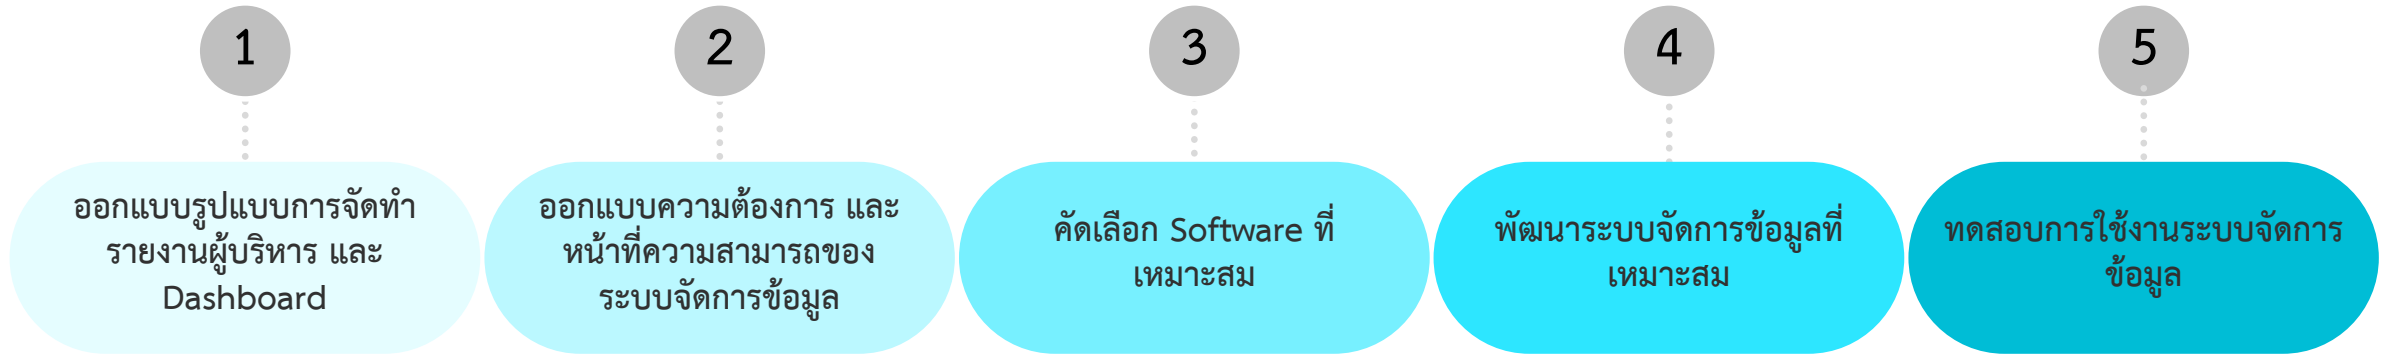 1
ออกแบบรูปแบบการจัดทำ
รายงานผู้บริหาร และ
Dashboard
2
ออกแบบความต้องการ และ
หน้าที่ความสามารถของ
ระบบจัดการข้อมูล
3
คัดเลือก Software ที่
เหมาะสม
4
พัฒนาระบบจัดการข้อมูลที่
เหมาะสม
5
ทดสอบการใช้งานระบบจัดการ
ข้อมูล